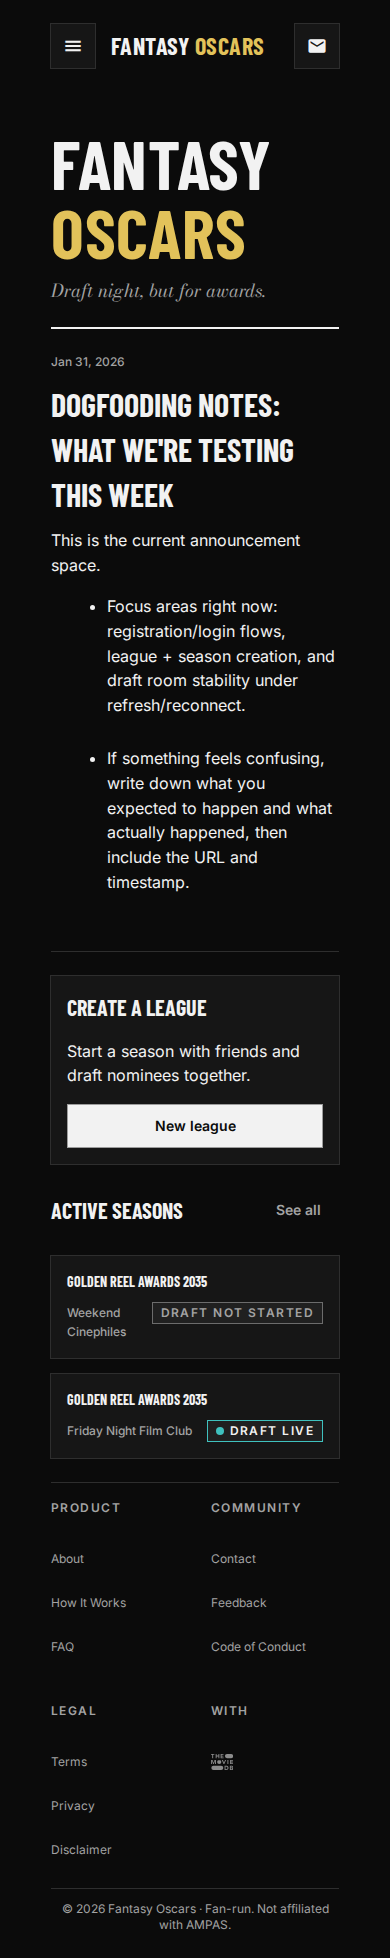 FANTASY OSCARS
FANTASY
OSCARS
Draft night, but for awards.
Jan 31, 2026
DOGFOODING NOTES:
WHAT WE'RE TESTING
THIS WEEK
This is the current announcement
space.
• Focus areas right now:
registration/login flows,
league + season creation, and
draft room stability under
refresh/reconnect.
• If something feels confusing,
write down what you
expected to happen and what
actually happened, then
include the URL and
timestamp.
CREATE A LEAGUE
Start a season with friends and
draft nominees together.
New league
ACTIVE SEASONS See all
GOLDEN REEL AWARDS 2035
Weekend
Cinephiles
DRAFT NOT STARTED
GOLDEN REEL AWARDS 2035
Friday Night Film Club DRAFT LIVE
PRODUCT
About
How It Works
FAQ
COMMUNITY
Contact
Feedback
Code of Conduct
LEGAL
Terms
Privacy
Disclaimer
WITH
THE
MOVIE
DB
© 2026 Fantasy Oscars · Fan-run. Not affiliated
with AMPAS.